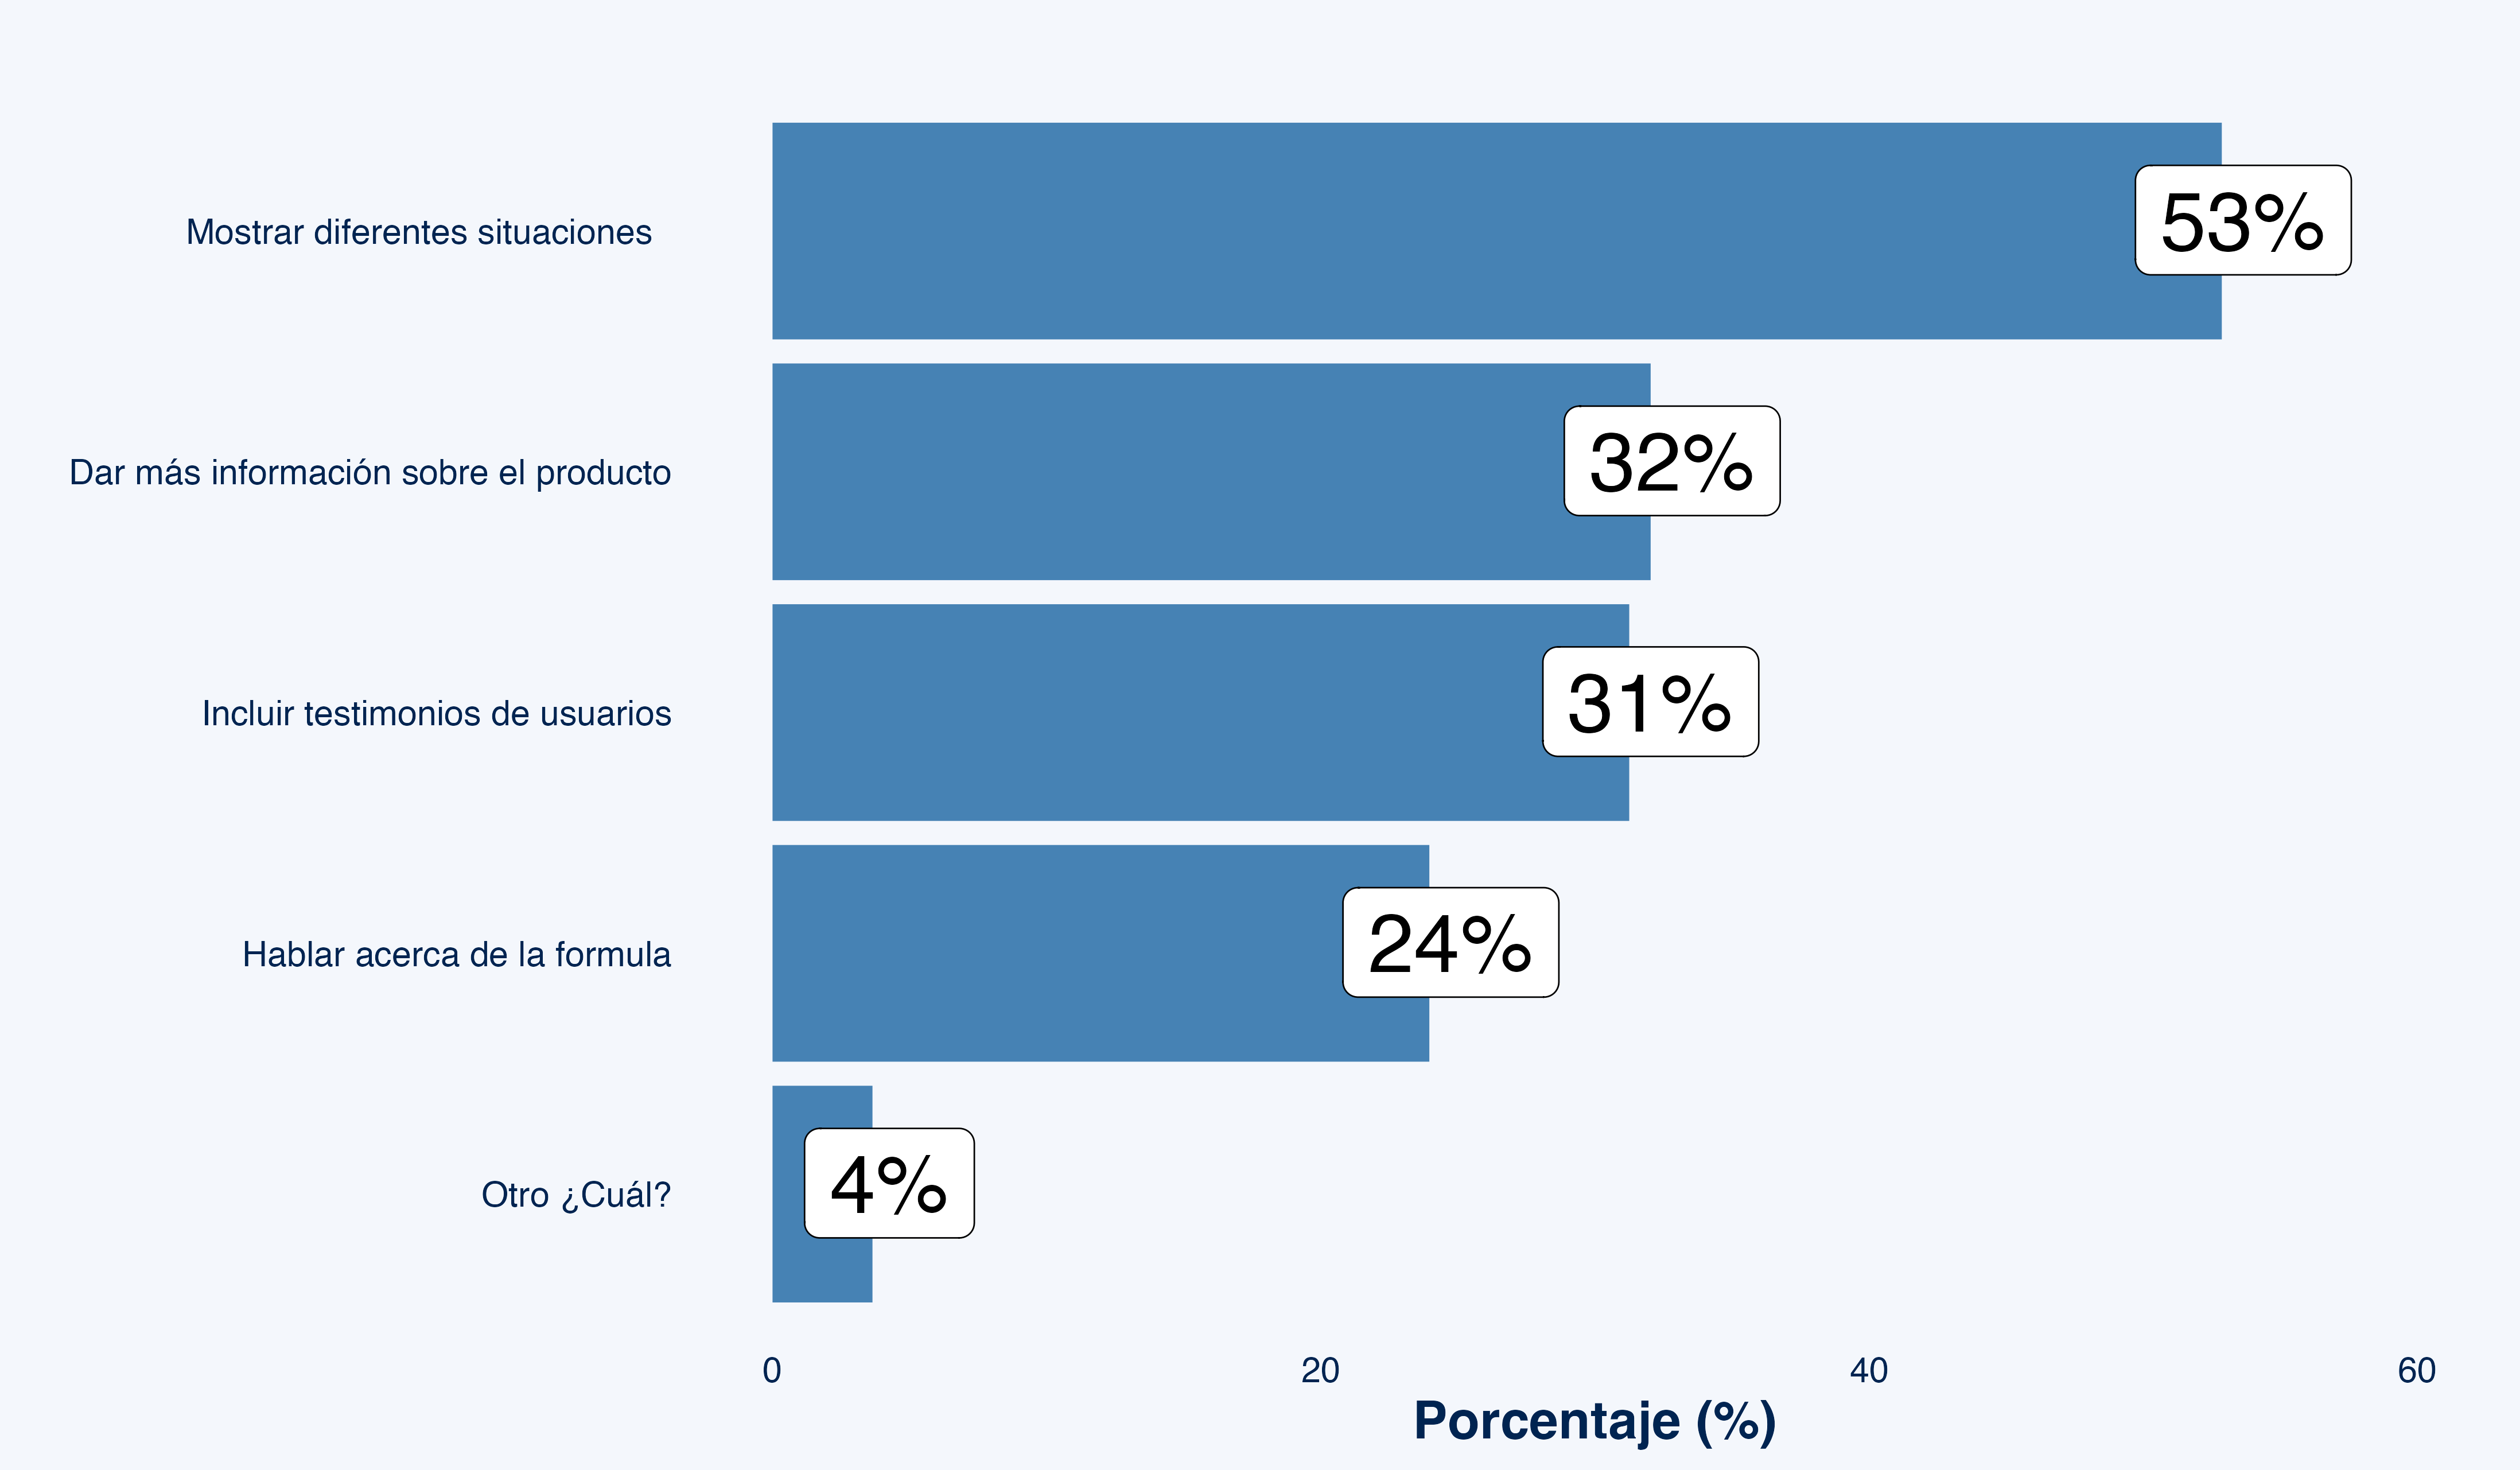 Mostrar diferentes situaciones
53%
Dar más información sobre el producto
32%
Incluir testimonios de usuarios
31%
Hablar acerca de la formula
24%
Otro ¿Cuál?
4%
0 20 40 60
Porcentaje (%)